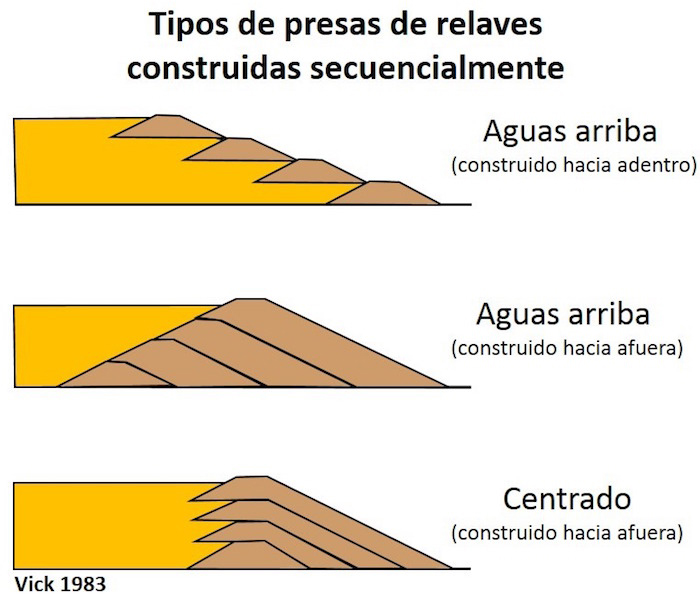 Tipos de presas de relaves
construidas secuencialmente
Aguas arriba
(construido hacia adentro)
Aguas arriba
(construido hacia afuera)
Centrado
(construido hacia afuera)
Vick 1983